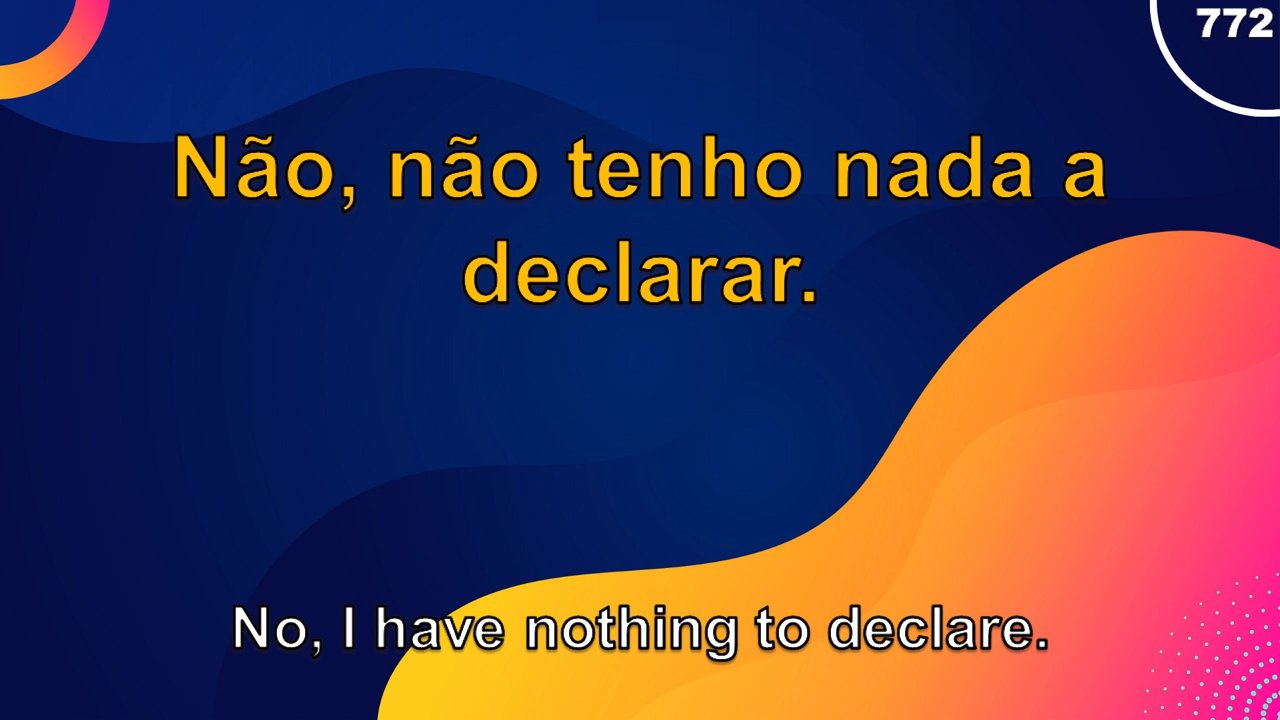 772
Não, não tenho nada a
declarar.
No, I have nothing to declare.